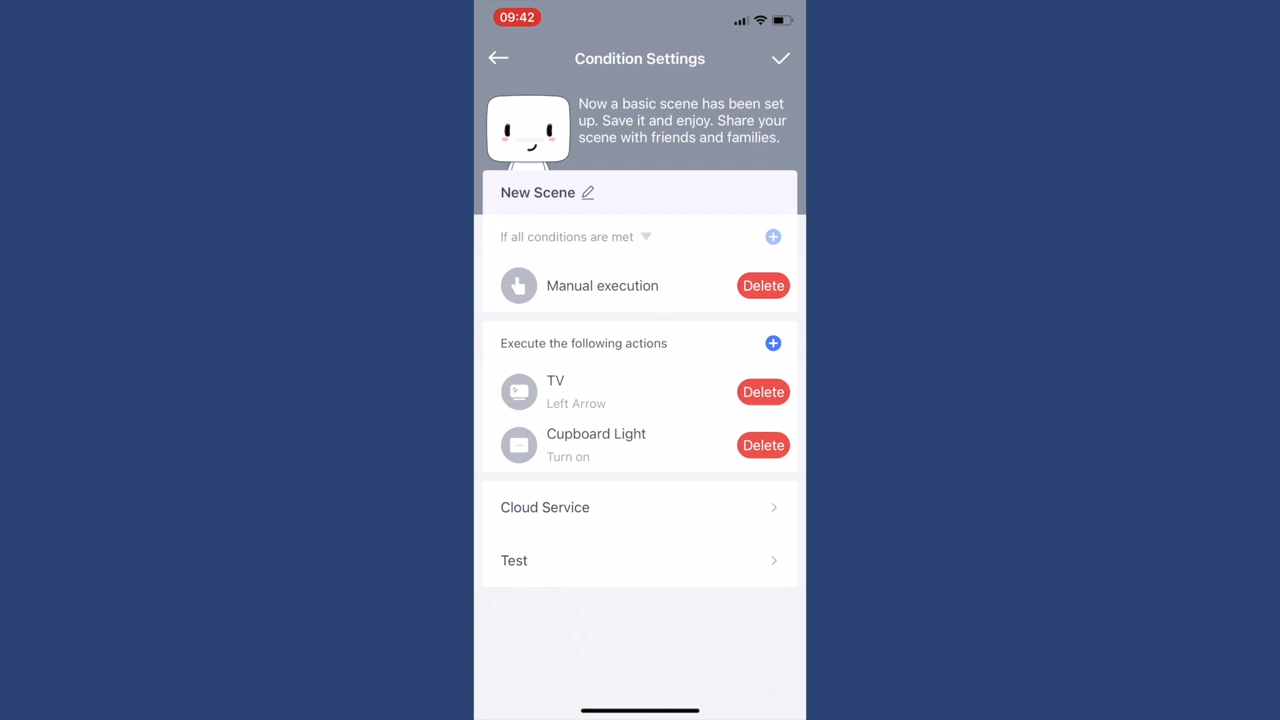 09:42
Condition Settings
Now a basic scene has been set
up. Save it and enjoy. Share your
scene with friends and families.
New Scene
If all conditions are met
Manual execution
Delete
Execute the following actions
TV
Left Arrow
Delete
Cupboard Light
Turn on
Delete
Cloud Service
Test